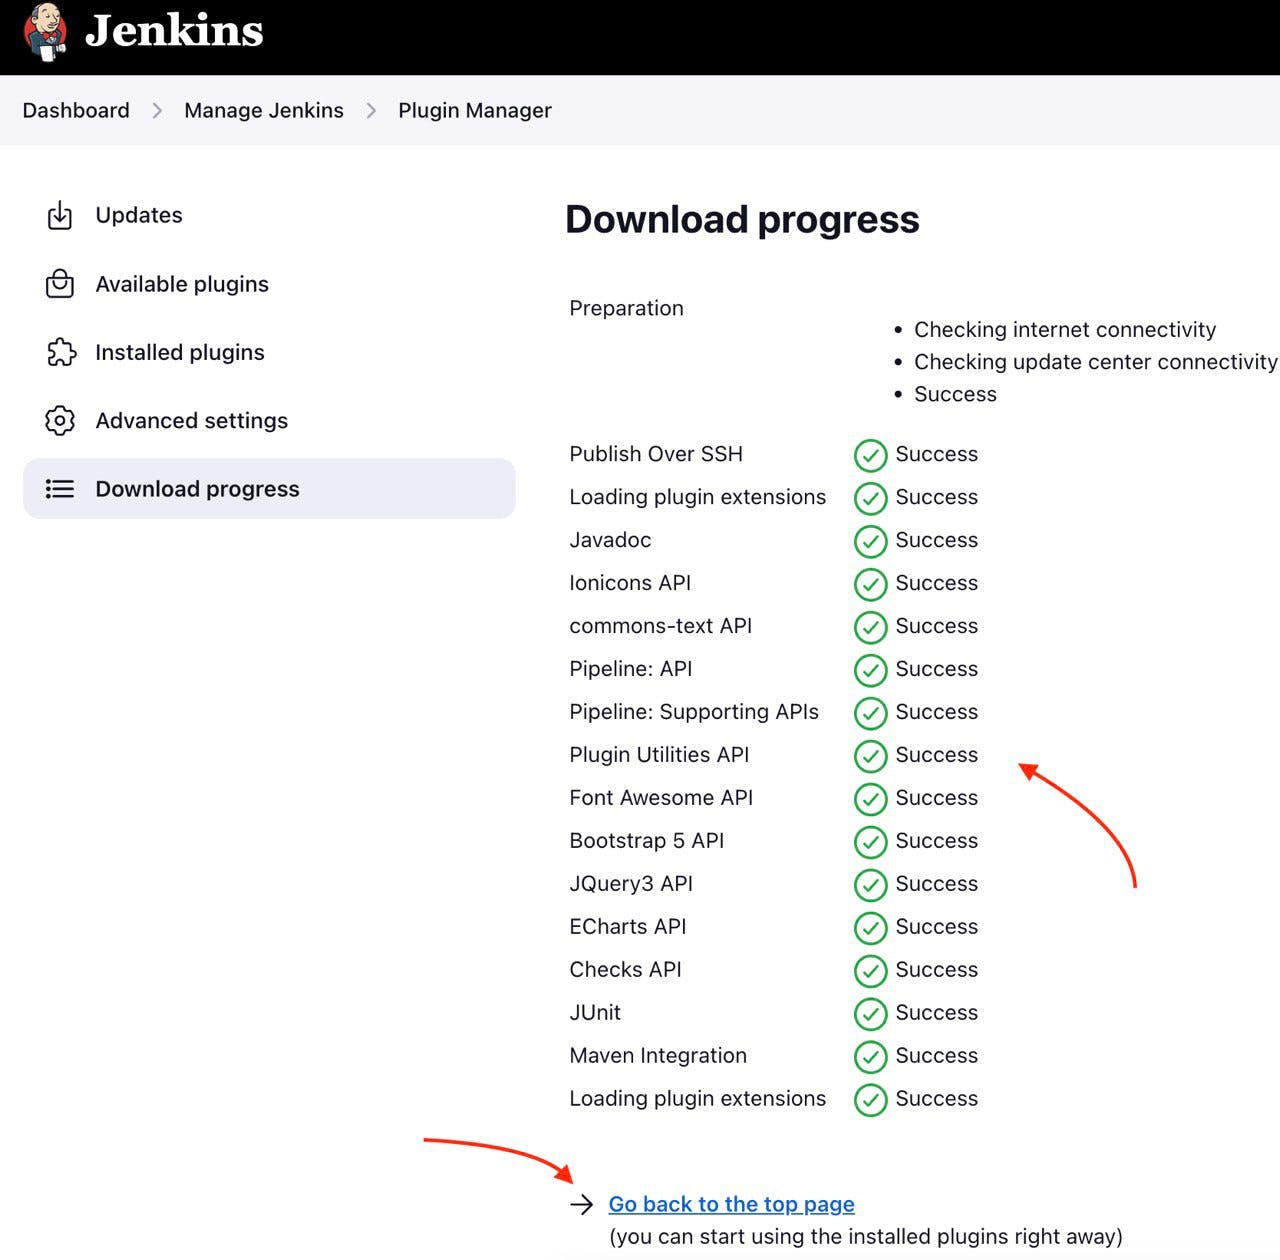 Jenkins
Dashboard > Manage Jenkins > Plugin Manager
Updates
Available plugins
Installed plugins
Advanced settings
Download progress
Download progress
Preparation
• Checking internet connectivity
• Checking update center connectivity
• Success
Publish Over SSH Success
Loading plugin extensions Success
Javadoc Success
Ionicons API Success
commons-text API Success
Pipeline: API Success
Pipeline: Supporting APIs Success
Plugin Utilities API Success
Font Awesome API Success
Bootstrap 5 API Success
JQuery3 API Success
ECharts API Success
Checks API Success
JUnit Success
Maven Integration Success
Loading plugin extensions Success
→ Go back to the top page
(you can start using the installed plugins right away)